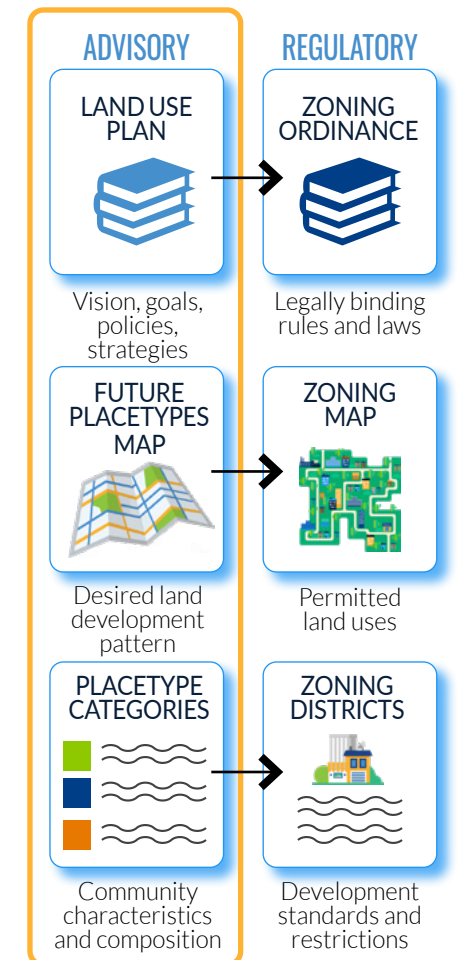 ADVISORY
REGULATORY
LAND USE
PLAN
ZONING
ORDINANCE
Vision, goals,
policies,
strategies
Legally binding
rules and laws
FUTURE
PLACETYPES
MAP
ZONING
MAP
Desired land
development
pattern
Permitted
land uses
PLACETYPE
CATEGORIES
ZONING
DISTRICTS
Community
characteristics
and composition
Development
standards and
restrictions